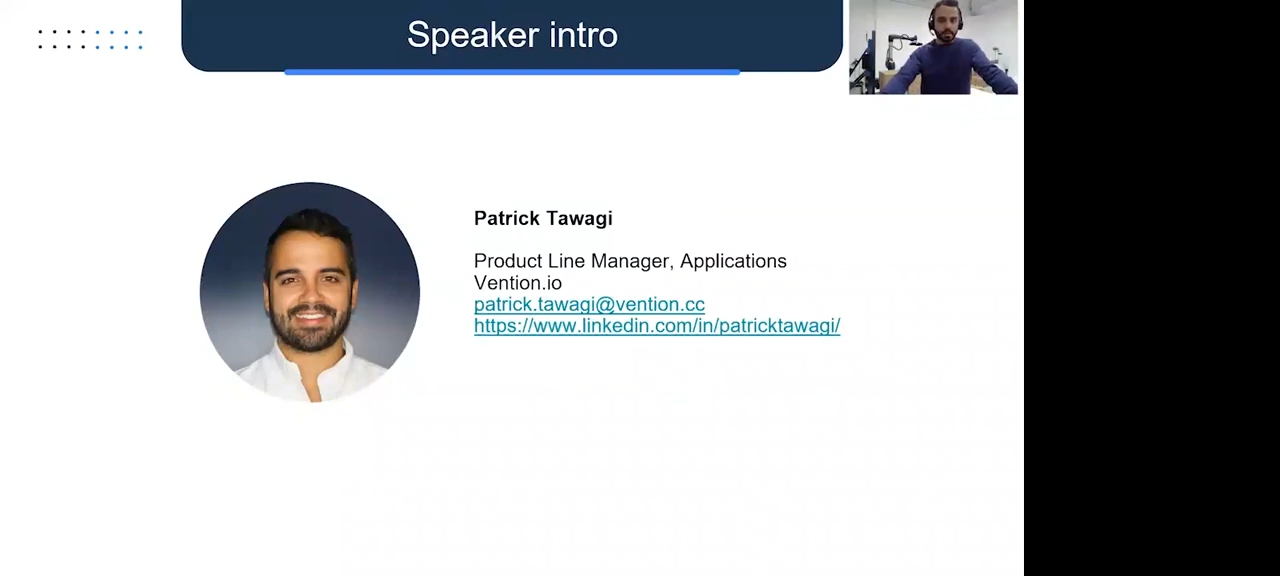 Speaker intro
Patrick Tawagi
Product Line Manager, Applications
Vention.io
patrick.tawagi@vention.cc
https://www.linkedin.com/in/patricktawagi/